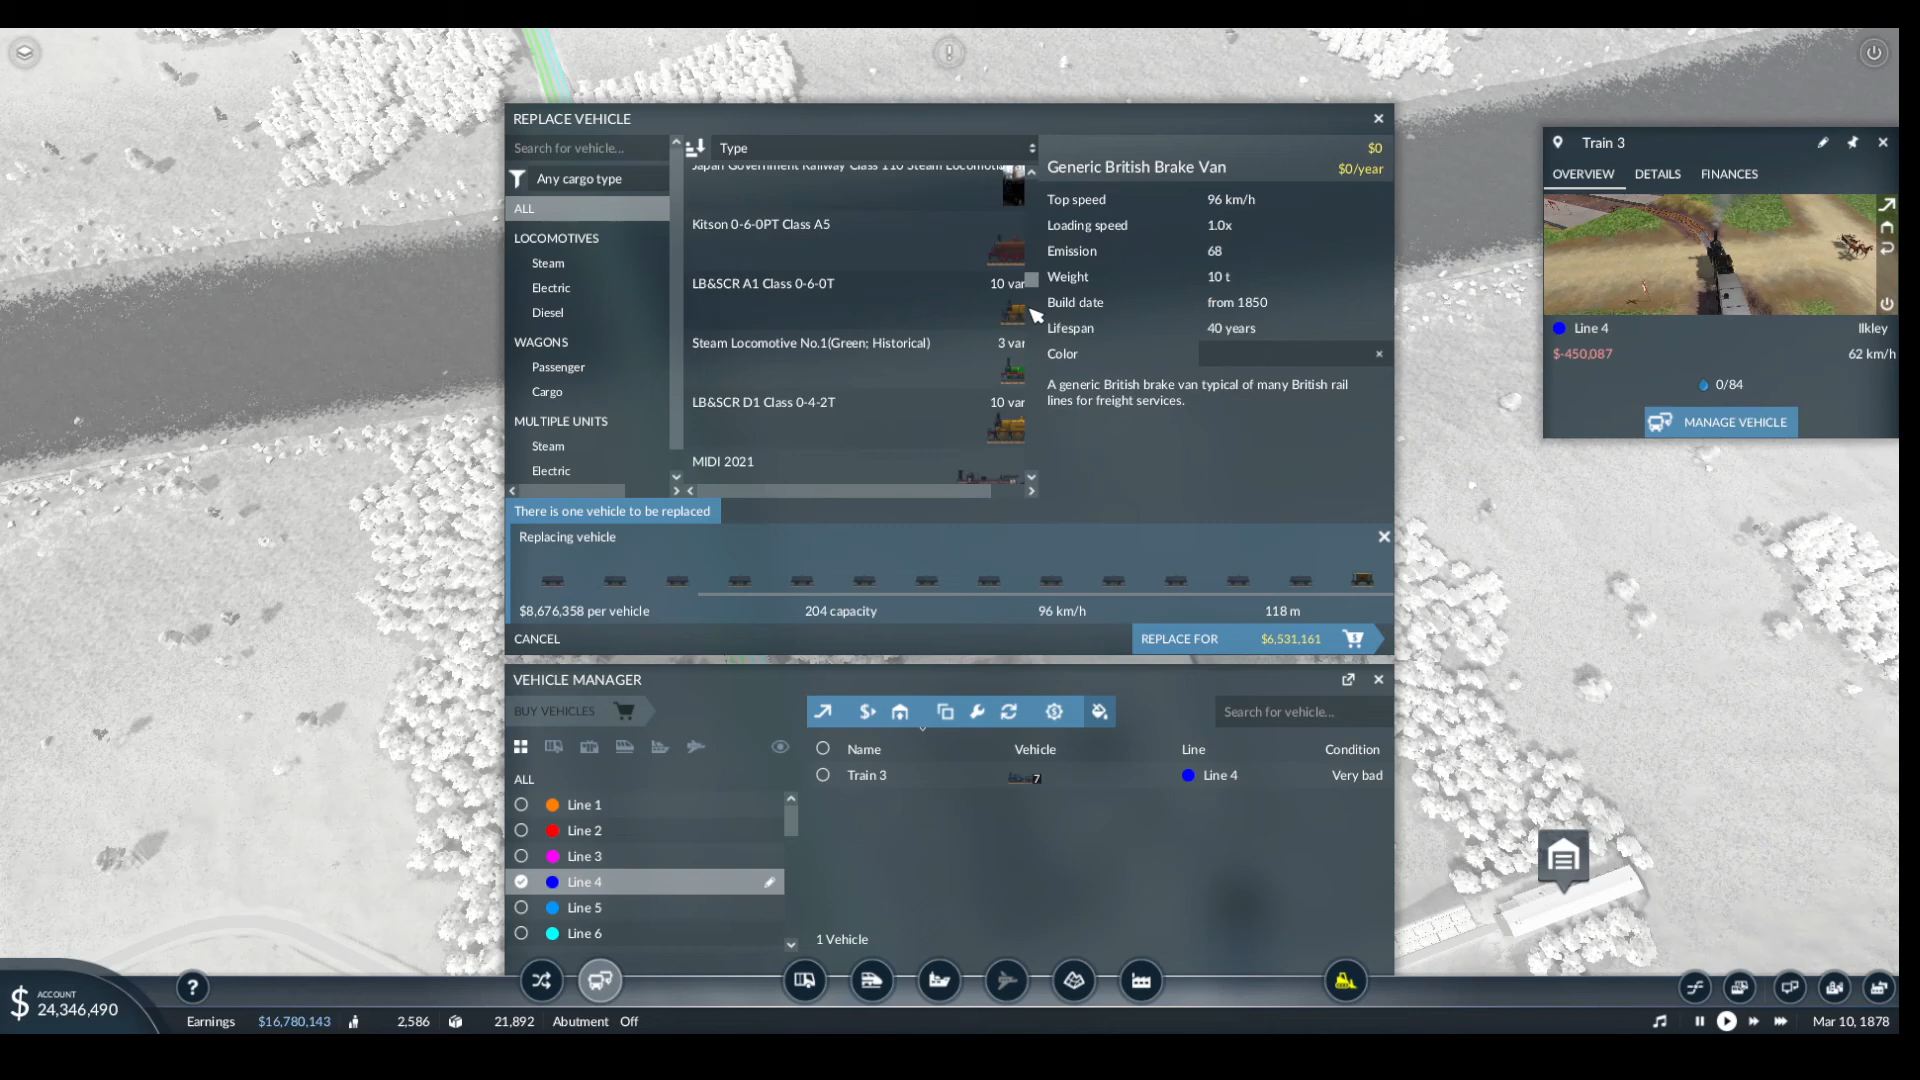 REPLACE VEHICLE
Search for vehicle...
Type
Any cargo type
ALL
LOCOMOTIVES
Steam
Electric
Diesel
WAGONS
Passenger
Cargo
MULTIPLE UNITS
Steam
Electric
Japan Government Railway Class 110 Steam
Kitson 0-6-0PT Class A5
LB&SCR A1 Class 0-6-0T 10 var
Steam Locomotive No.1(Green; Historical) 3 var
LB&SCR D1 Class 0-4-2T 10 var
MIDI 2021
Generic British Brake Van
$0
$0/year
Top speed 96 km/h
Loading speed 1.0x
Emission 68
Weight 10 t
Build date from 1850
Lifespan 40 years
Color
A generic British brake van typical of many British rail
lines for freight services.
There is one vehicle to be replaced
Replacing vehicle
$8,676,358 per vehicle 204 capacity 96 km/h 118 m
CANCEL
REPLACE FOR $6,531,161
Train 3
OVERVIEW DETAILS FINANCES
Line 4 Ilkley
$-450,087 62 km/h
0/84
MANAGE VEHICLE
VEHICLE MANAGER
BUY VEHICLES
Search for vehicle...
ALL
Line 1
Line 2
Line 3
Line 4
Line 5
Line 6
Name Vehicle Line Condition
Train 3 7 Line 4 Very bad
1 Vehicle
$ ACCOUNT
24,346,490
?
Earnings $16,780,143 2,586 21,892 Abutment Off
Mar 10, 1878